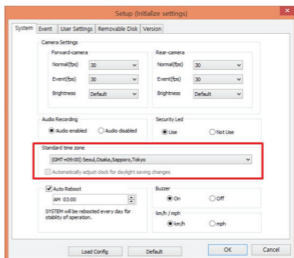 Setup (Initialize settings)
System Event User Settings Removable Disk Version
Camera Settings
Forward-camera
Normal(fps) 30
Event(fps) 30
Brightness Default
Rear-camera
Normal(fps) 30
Event(fps) 30
Brightness Default
Audio Recording
Audio enabled Audio disabled
Security Led
Use Not Use
Standard time zone
(GMT +09:00) Seoul,Osaka,Sapporo,Tokyo
Automatically adjust clock for daylight saving changes
Auto Reboot
AM 03:00
SYSTEM will be rebooted every day for
stablity of operation.
Buzzer
On Off
km/h / mph
km/h mph
Load Config Default OK Cancel